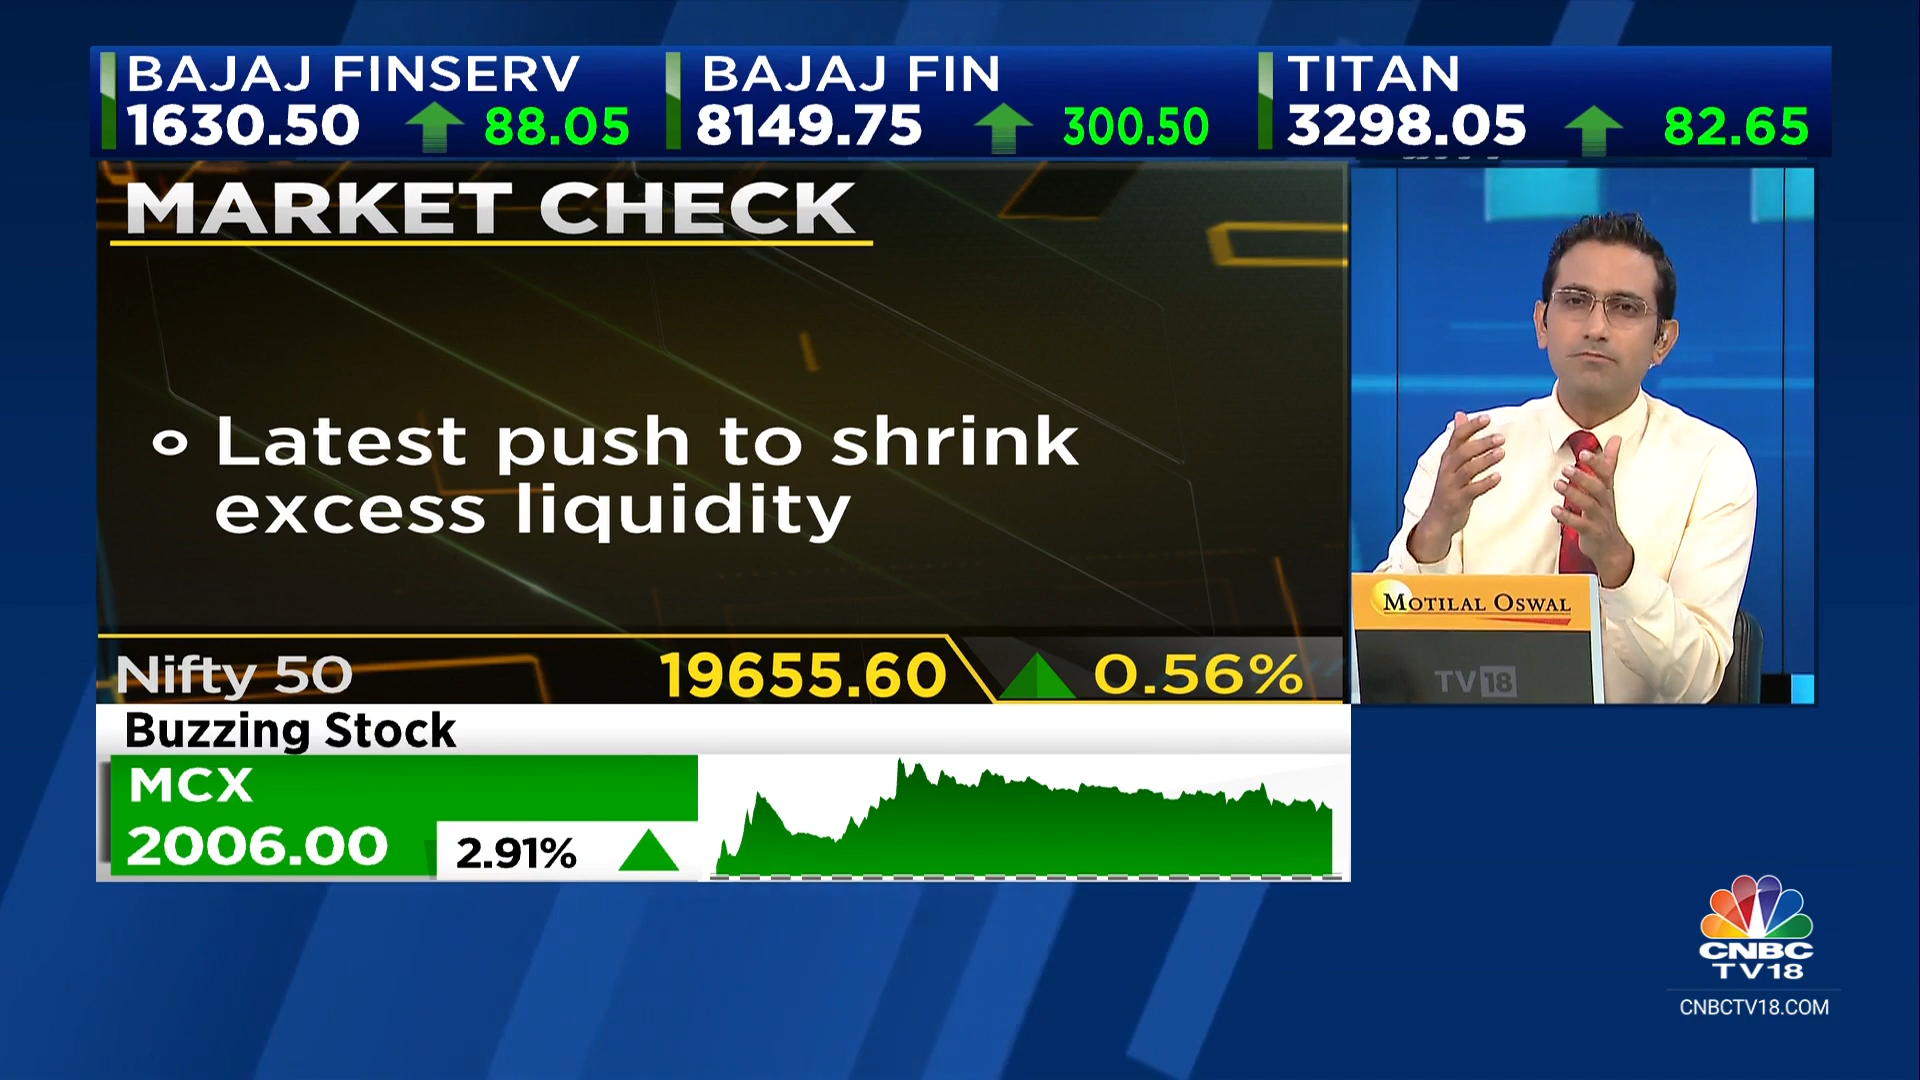 BAJAJ FINSERV
1630.50 88.05
BAJAJ FIN
8149.75 300.50
TITAN
3298.05 82.65
MARKET CHECK
o Latest push to shrink
excess liquidity
Nifty 50 19655.60 0.56%
Buzzing Stock
MCX
2006.00 2.91%
MOTILAL OSWAL
TV18
CNBC
TV18
CNBCTV18.COM